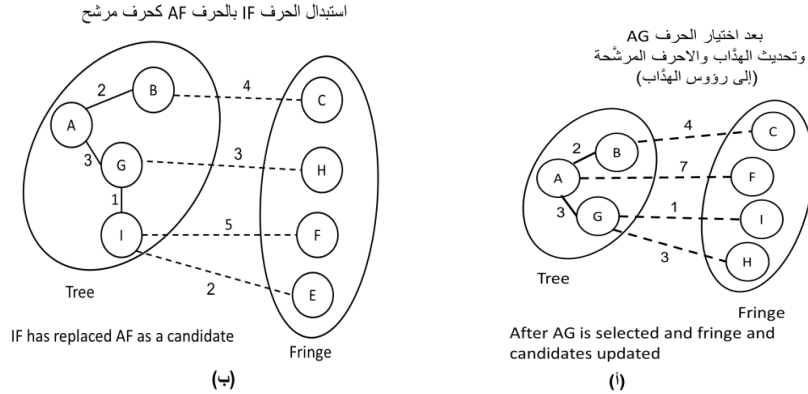 استبدال الحرف IF بالحرف AF كحرف مرشح
B
2
4
C
A
3
G
3
H
1
I
5
F
2
E
Tree
IF has replaced AF as a candidate
Fringe
(ب)
بعد اختيار الحرف AG
وتحديث الهدَّاب والاحرف المرشَّحة
(إلى رؤوس الهدَّاب)
4
C
2
B
7
A
F
3
G
1
I
3
H
Tree
Fringe
After AG is selected and fringe and
candidates updated
(أ)